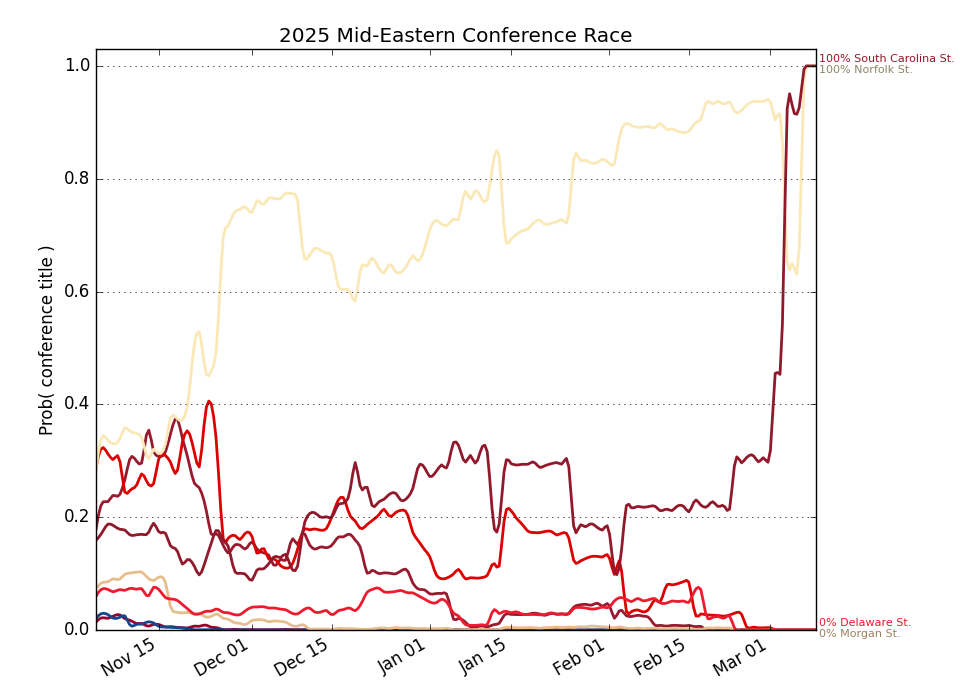 2025 Mid-Eastern Conference Race
Prob( conference title )
1.0
0.8
0.6
0.4
0.2
0.0
Nov 15
Dec 01
Dec 15
Jan 01
Jan 15
Feb 01
Feb 15
Mar 01
100% South Carolina St.
100% Norfolk St.
0% Delaware St.
0% Morgan St.